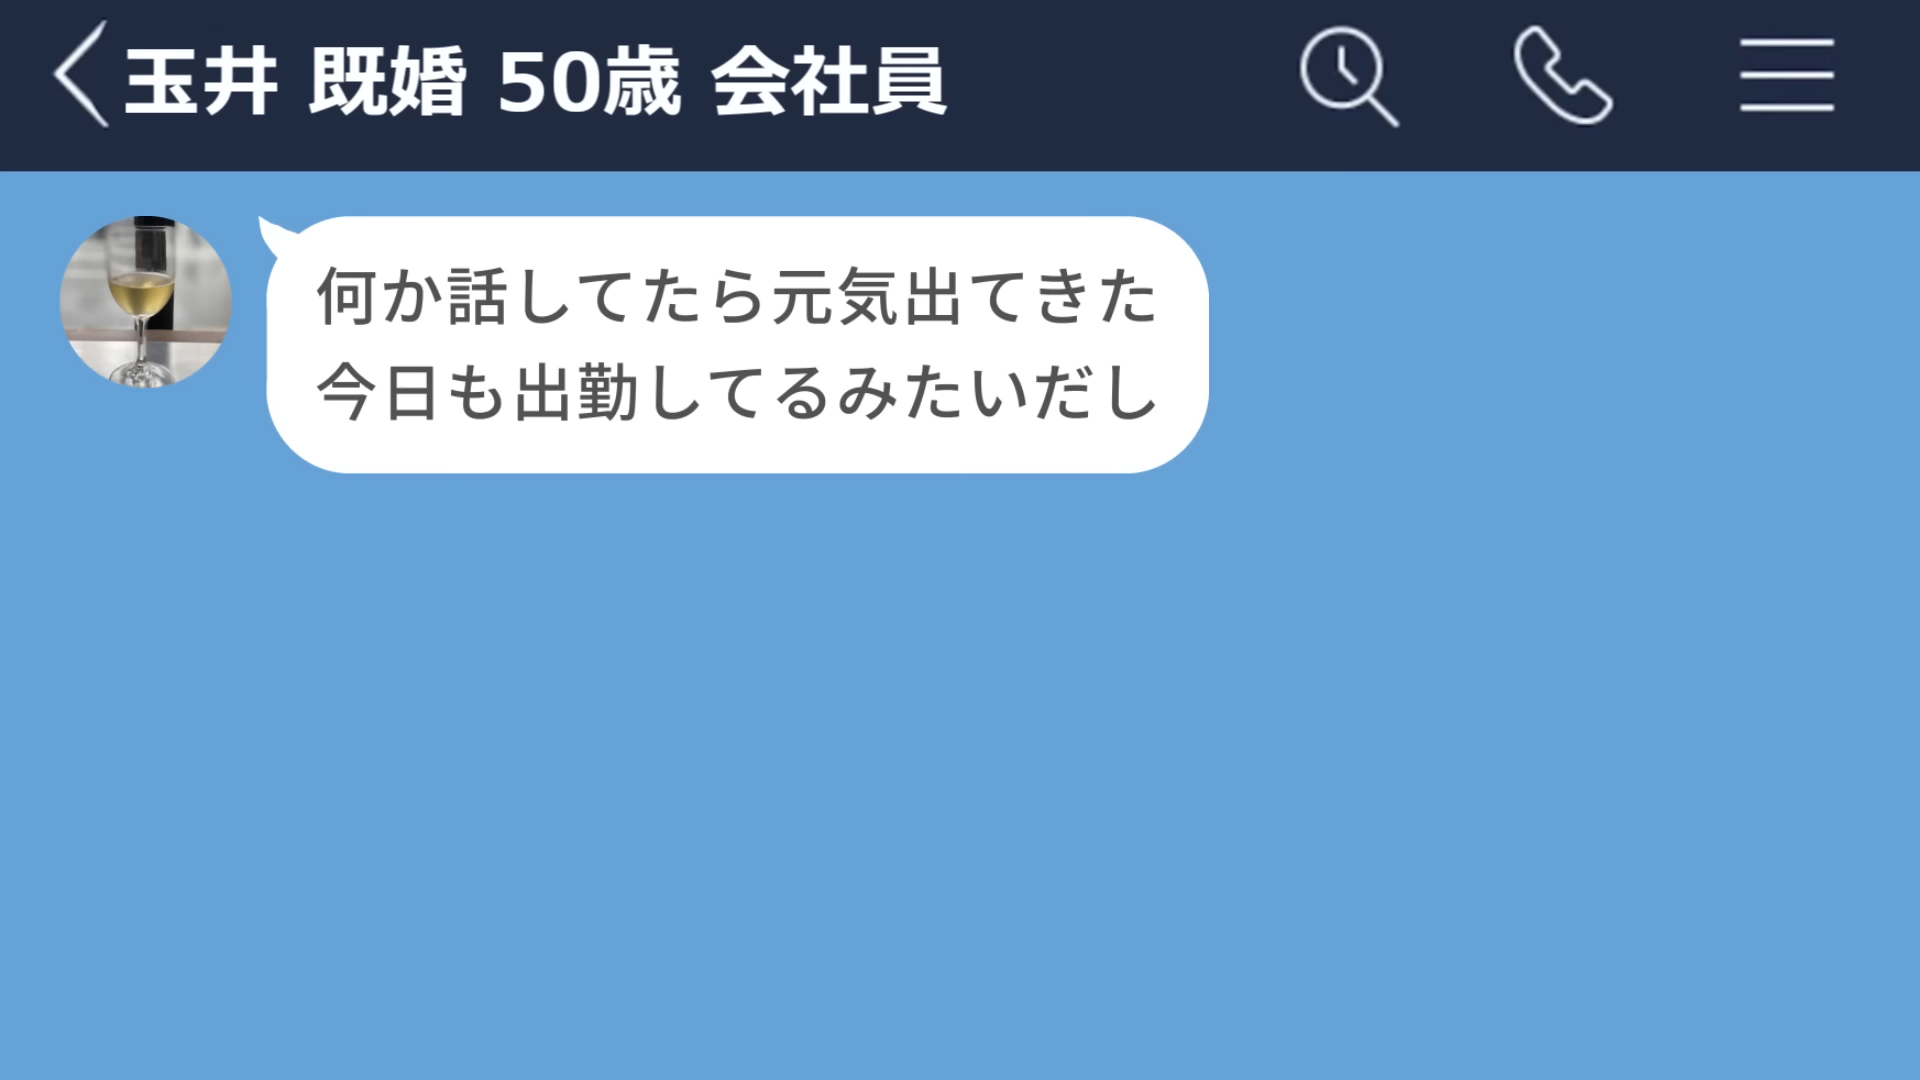 玉井 既婚 50歳 会社員
何か話してたら元気出てきた
今日も出勤してるみたいだし